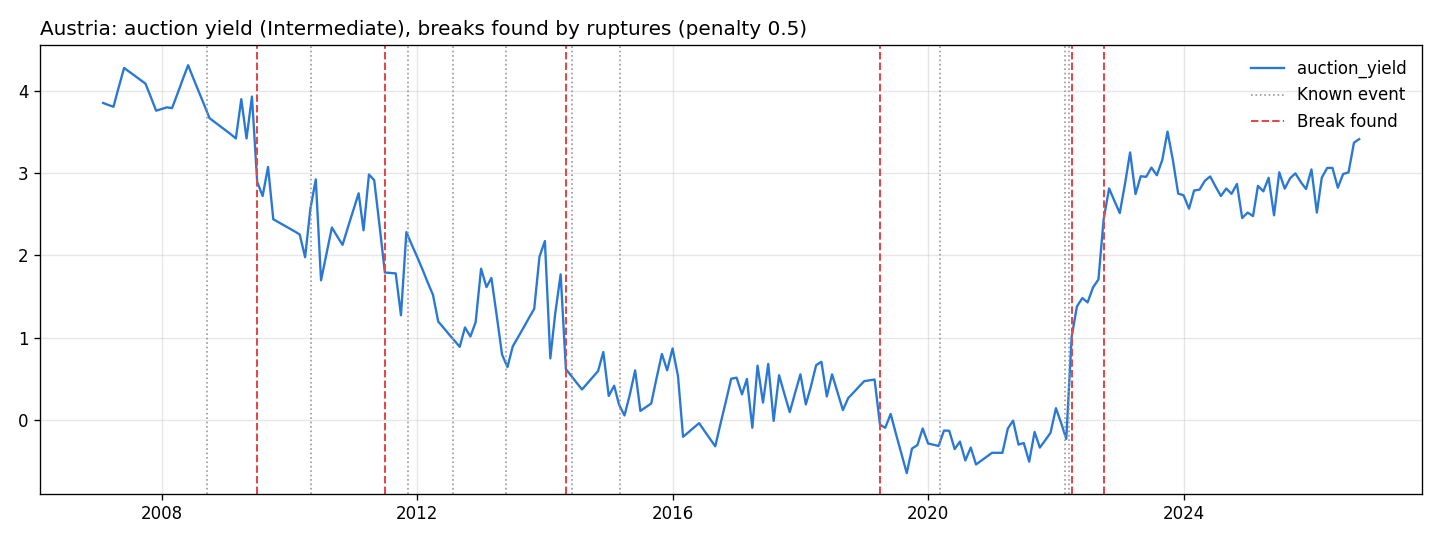 Austria: auction yield (Intermediate), breaks found by ruptures (penalty 0.5)
auction_yield
Known event
Break found
4
3
2
1
0
2008
2012
2016
2020
2024